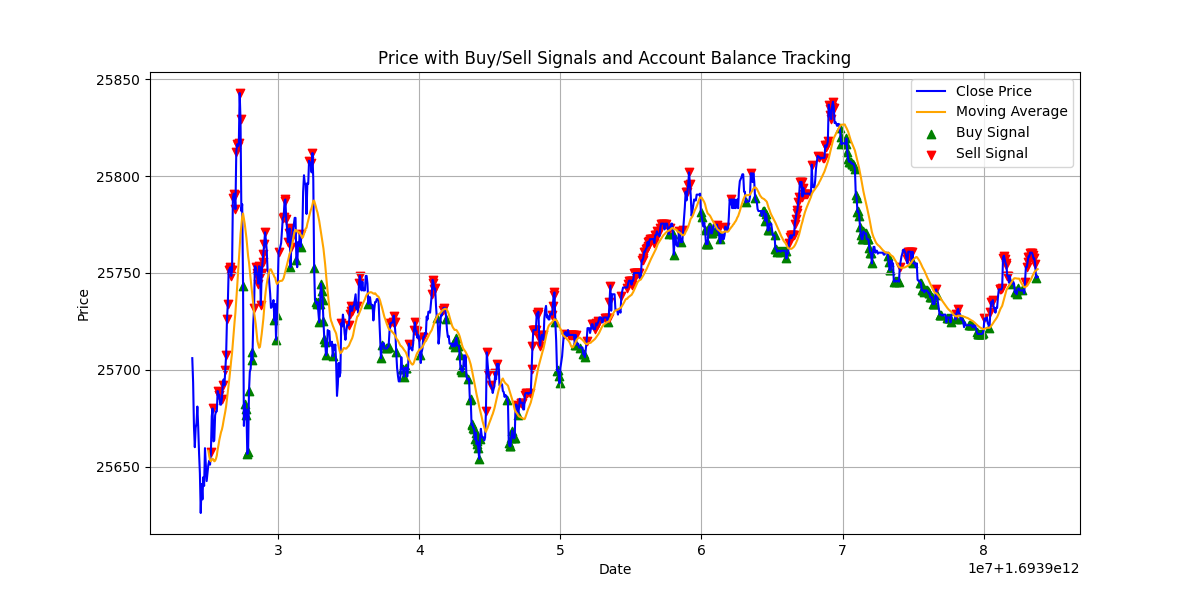 Price with Buy/Sell Signals and Account Balance Tracking
25850
25800
25750
25700
25650
Price
Close Price
Moving Average
Buy Signal
Sell Signal
3 4 5 6 7 8
Date
1e7+1.6939e12